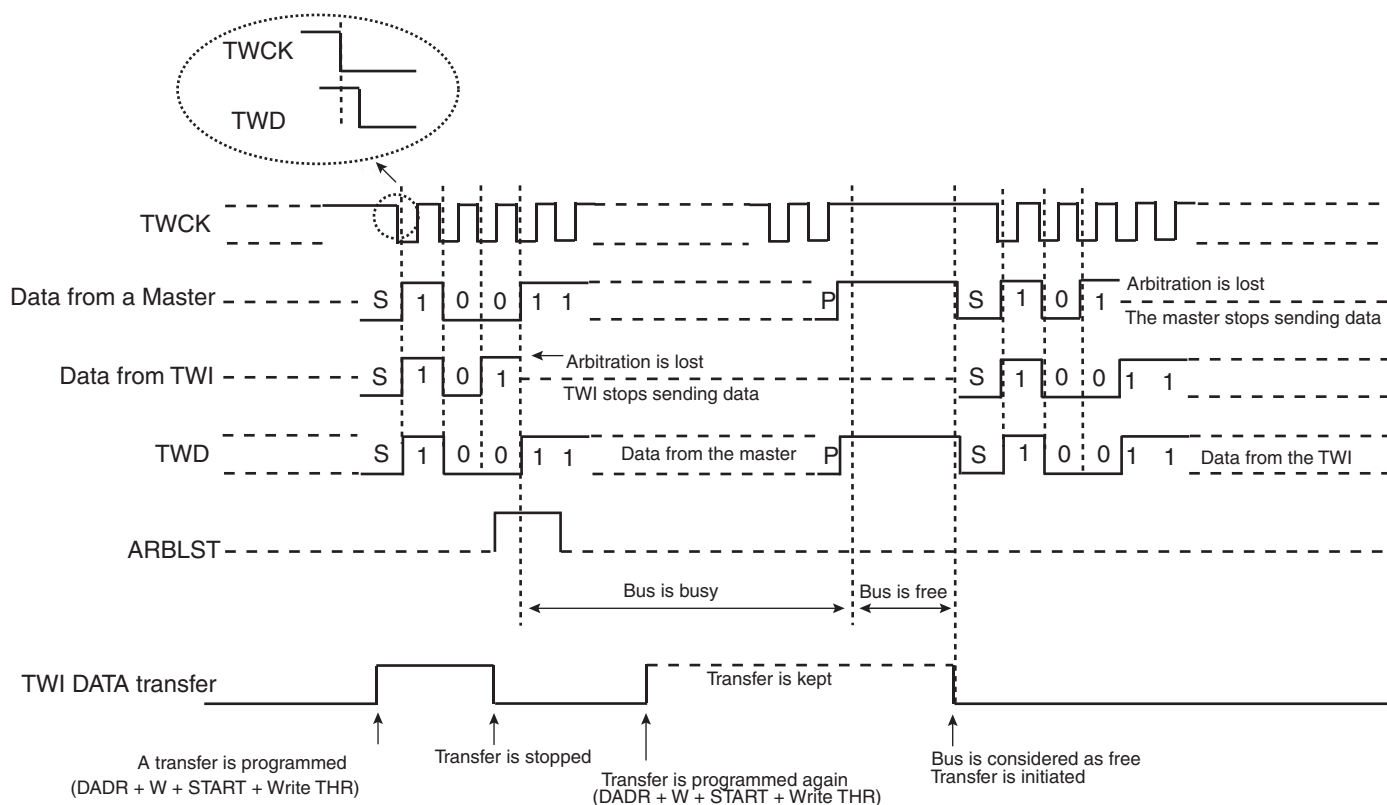 TWCK
TWD
TWCK
Data from a Master
S 1 0 0 1 1
P
S 1 0 1
Arbitration is lost
The master stops sending data
Data from TWI
S 1 0 1
Arbitration is lost
TWI stops sending data
S 1 0 0 1 1
TWD
S 1 0 0 1 1
Data from the master
P
S 1 0 0 1 1
Data from the TWI
ARBLST
Bus is busy
Bus is free
TWI DATA transfer
Transfer is kept
A transfer is programmed
(DADR + W + START + Write THR)
Transfer is stopped
Transfer is programmed again
(DADR + W + START + Write THR)
Bus is considered as free
Transfer is initiated